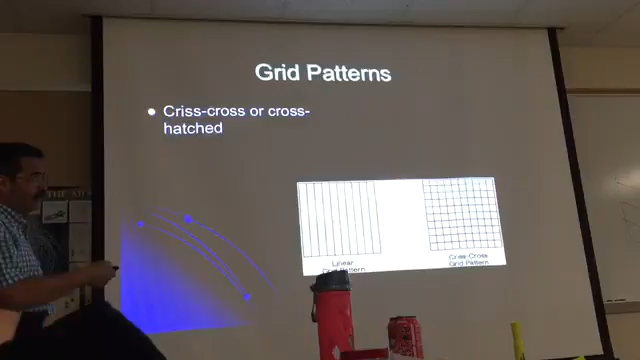 Grid Patterns
• Criss-cross or cross-
hatched
Linear
Grid Pattern
Criss-Cross
Grid Pattern